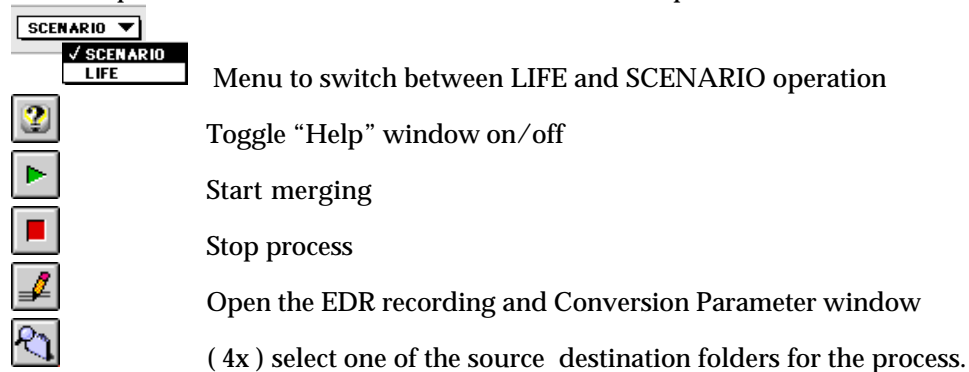 SCENARIO ▼
✓ SCENARIO
LIFE
Menu to switch between LIFE and SCENARIO operation
Toggle “Help” window on/off
Start merging
Stop process
Open the EDR recording and Conversion Parameter window
( 4x ) select one of the source destination folders for the process.